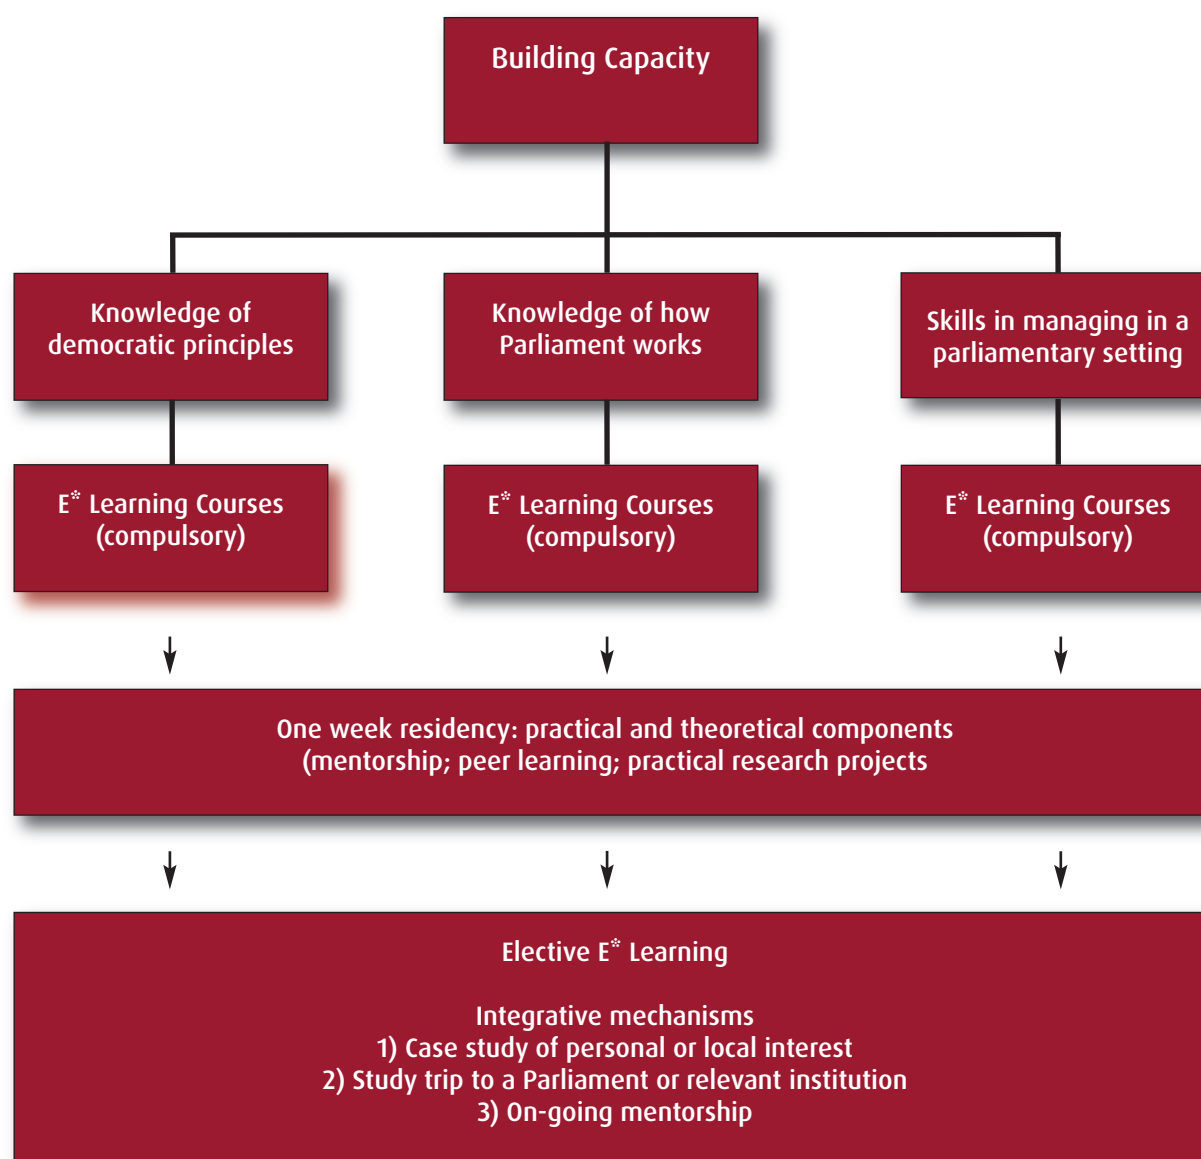 Building Capacity
Knowledge of
democratic principles
Knowledge of how
Parliament works
Skills in managing in a
parliamentary setting
E* Learning Courses
(compulsory)
E* Learning Courses
(compulsory)
E* Learning Courses
(compulsory)
One week residency: practical and theoretical components
(mentorship; peer learning; practical research projects
Elective E* Learning
Integrative mechanisms
1) Case study of personal or local interest
2) Study trip to a Parliament or relevant institution
3) On-going mentorship